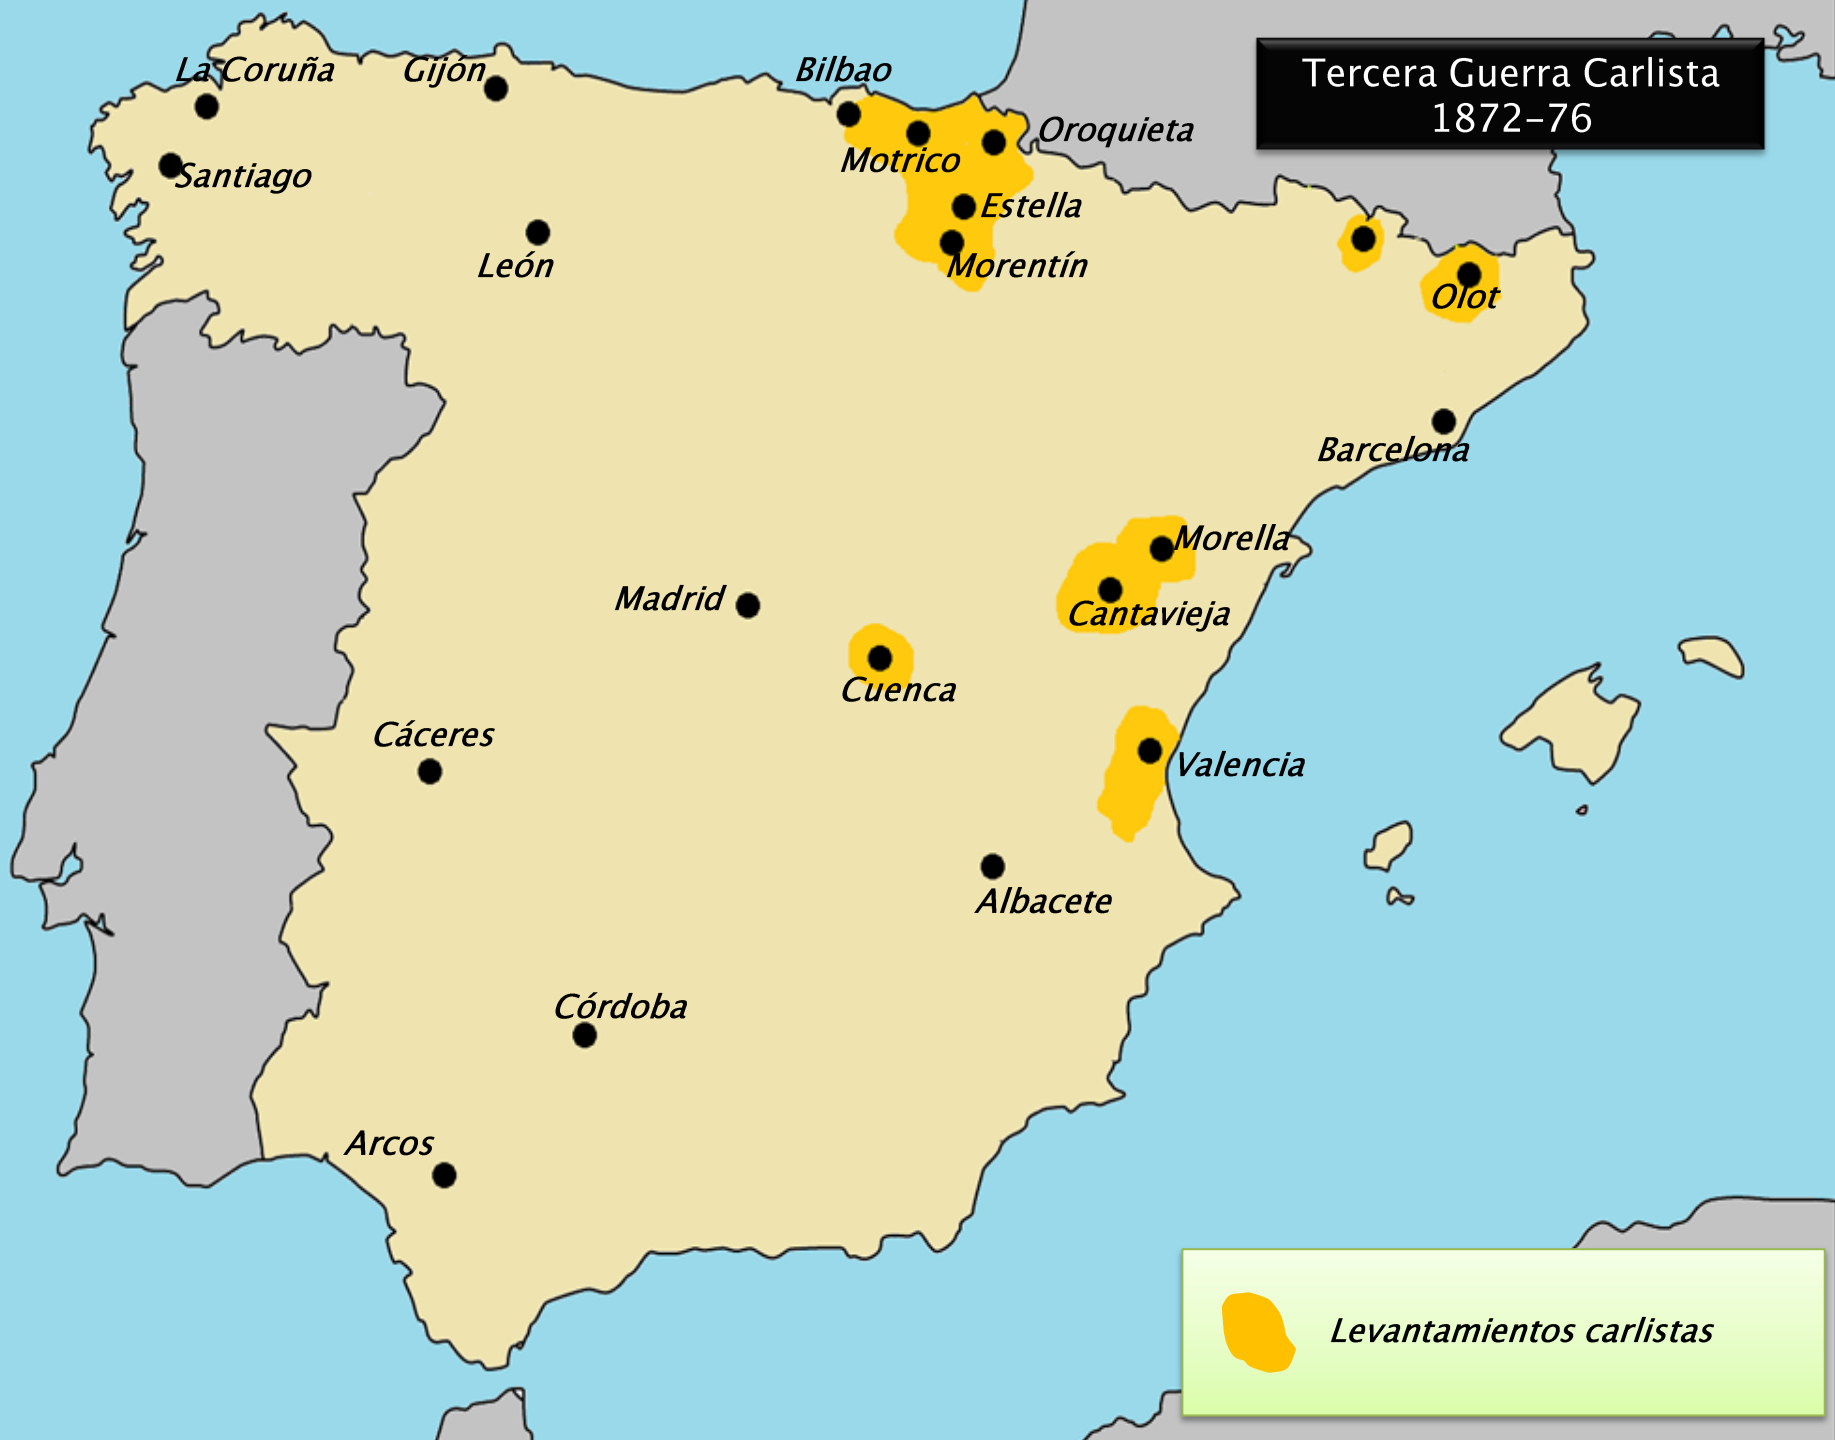 Tercera Guerra Carlista
1872-76
La Coruña
Gijón
Bilbao
Oroquieta
Motrico
Santiago
Estella
León
Morentín
Olot
Barcelona
Morella
Madrid
Cantavieja
Cuenca
Cáceres
Valencia
Albacete
Córdoba
Arcos
Levantamientos carlistas